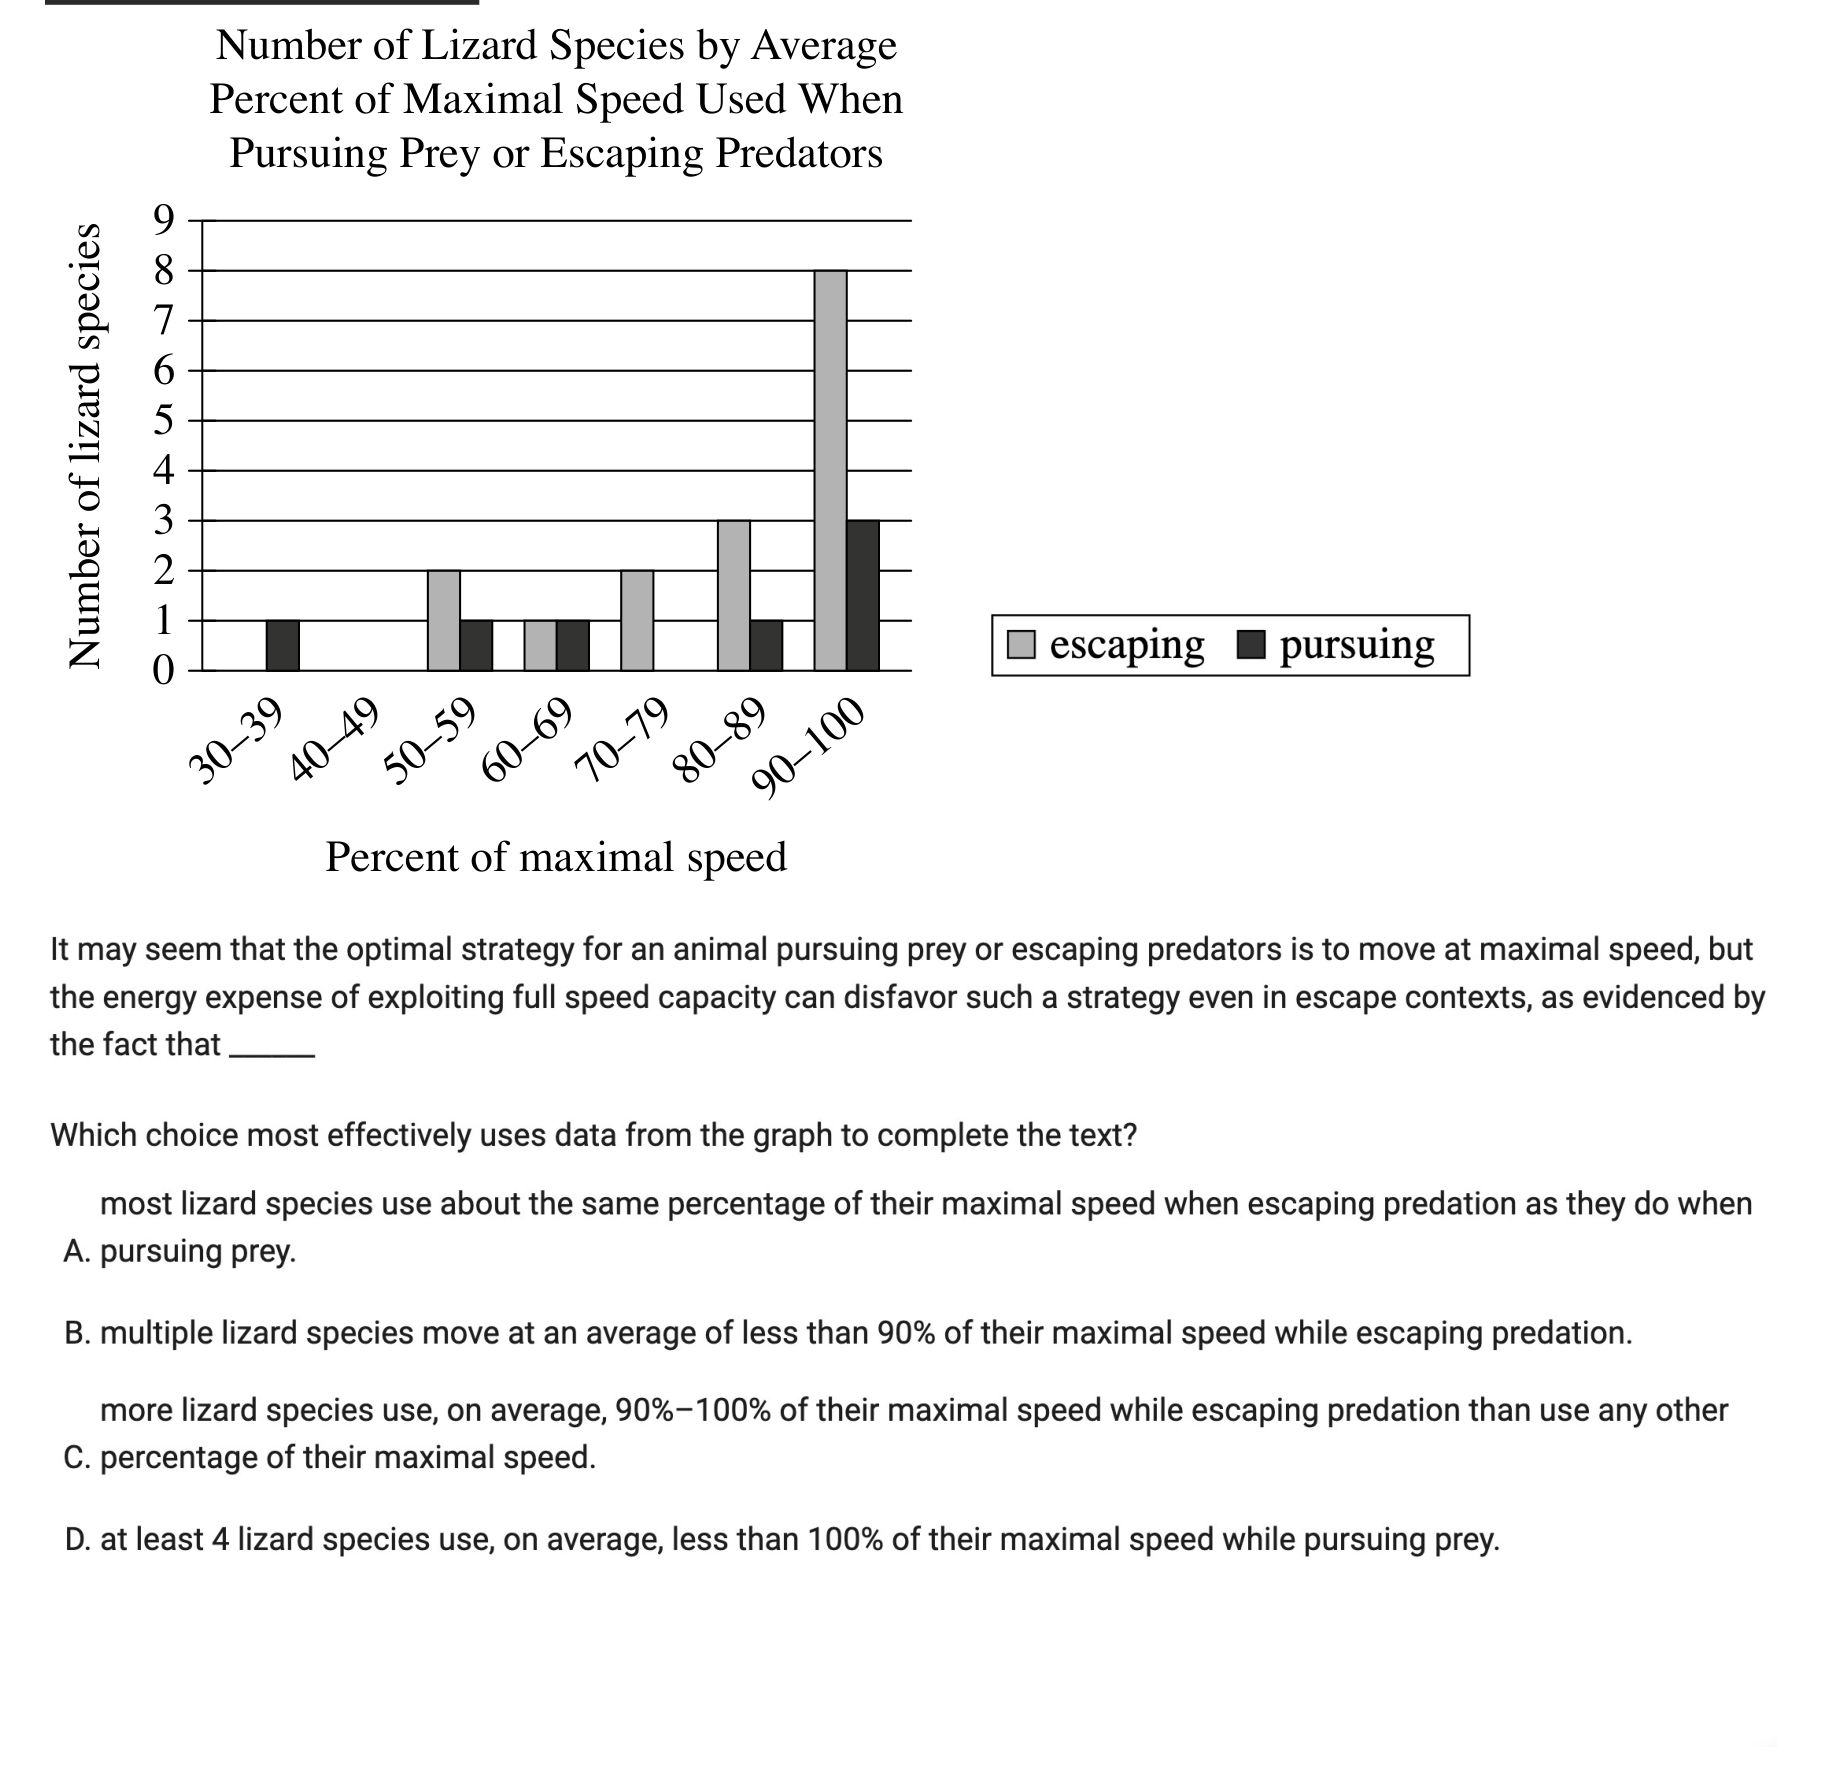 Number of Lizard Species by Average
Percent of Maximal Speed Used When
Pursuing Prey or Escaping Predators
Number of lizard species
9
8
7
6
5
4
3
2
1
0
30–39
40–49
50–59
60–69
70–79
80–89
90–100
Percent of maximal speed
escaping pursuing
It may seem that the optimal strategy for an animal pursuing prey or escaping predators is to move at maximal speed, but
the energy expense of exploiting full speed capacity can disfavor such a strategy even in escape contexts, as evidenced by
the fact that ______
Which choice most effectively uses data from the graph to complete the text?
most lizard species use about the same percentage of their maximal speed when escaping predation as they do when
A. pursuing prey.
B. multiple lizard species move at an average of less than 90% of their maximal speed while escaping predation.
more lizard species use, on average, 90%–100% of their maximal speed while escaping predation than use any other
C. percentage of their maximal speed.
D. at least 4 lizard species use, on average, less than 100% of their maximal speed while pursuing prey.